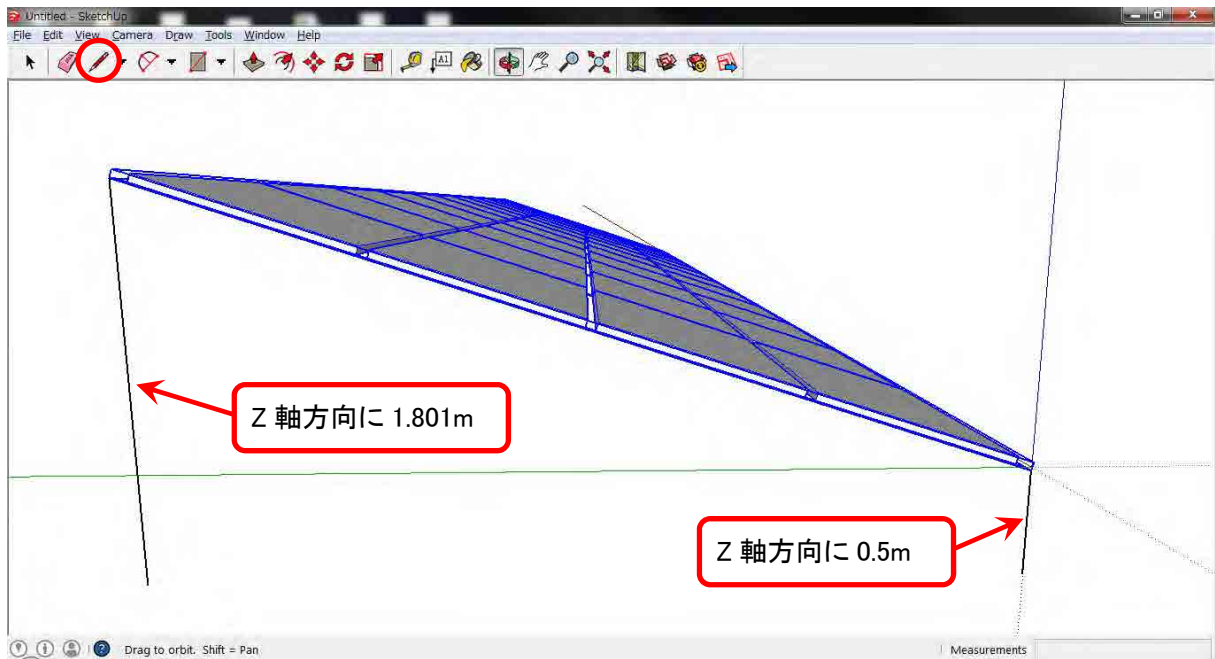 Untitled - SketchUp
File Edit View Camera Draw Tools Window Help
A1
Z 軸方向に 1.801m
Z 軸方向に 0.5m
Drag to orbit. Shift = Pan
Measurements